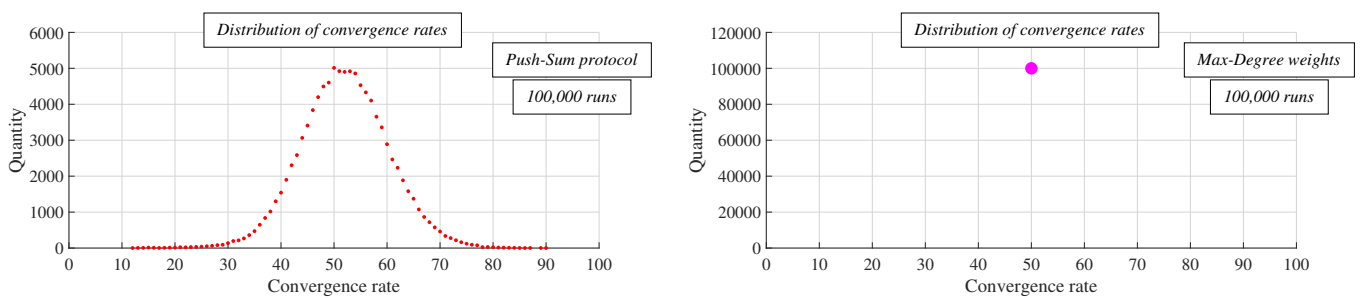 Distribution of convergence rates
Push-Sum protocol
100,000 runs
Quantity
6000
5000
4000
3000
2000
1000
0
0 10 20 30 40 50 60 70 80 90 100
Convergence rate
Distribution of convergence rates
Max-Degree weights
100,000 runs
Quantity
120000
100000
80000
60000
40000
20000
0
0 10 20 30 40 50 60 70 80 90 100
Convergence rate